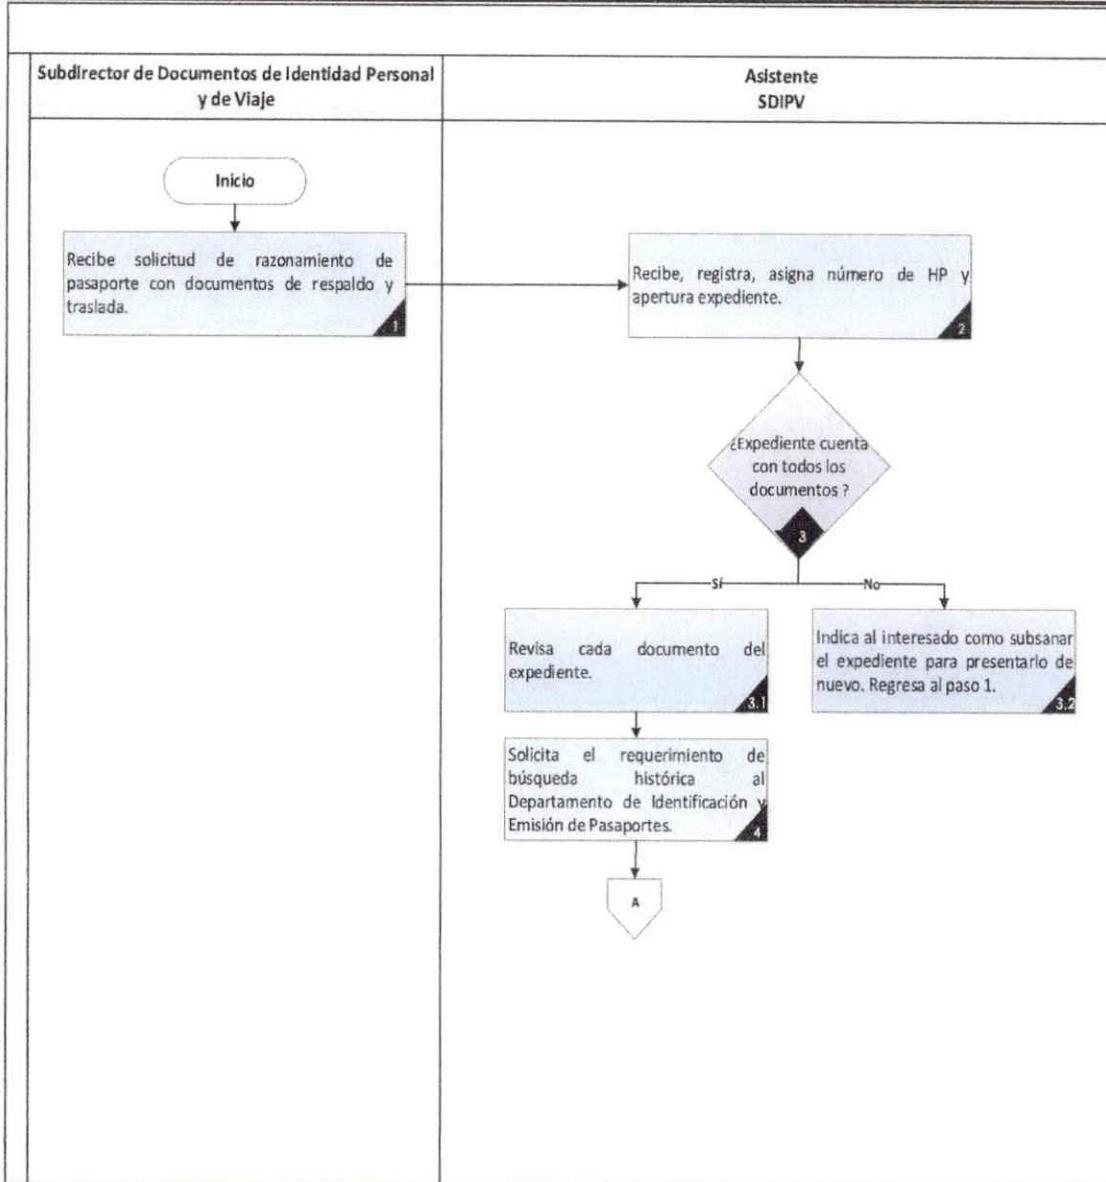 Subdirector de Documentos de Identidad Personal
y de Viaje
Asistente
SDIPV
Inicio
Recibe solicitud de razonamiento de
pasaporte con documentos de respaldo y
traslada.
1
Recibe, registra, asigna número de HP y
apertura expediente.
2
¿Expediente cuenta
con todos los
documentos ?
3
Sí
No
Revisa cada documento del
expediente.
3.1
Indica al interesado como subsanar
el expediente para presentarlo de
nuevo. Regresa al paso 1.
3.2
Solicita el requerimiento de
búsqueda histórica al
Departamento de Identificación y
Emisión de Pasaportes.
4
A